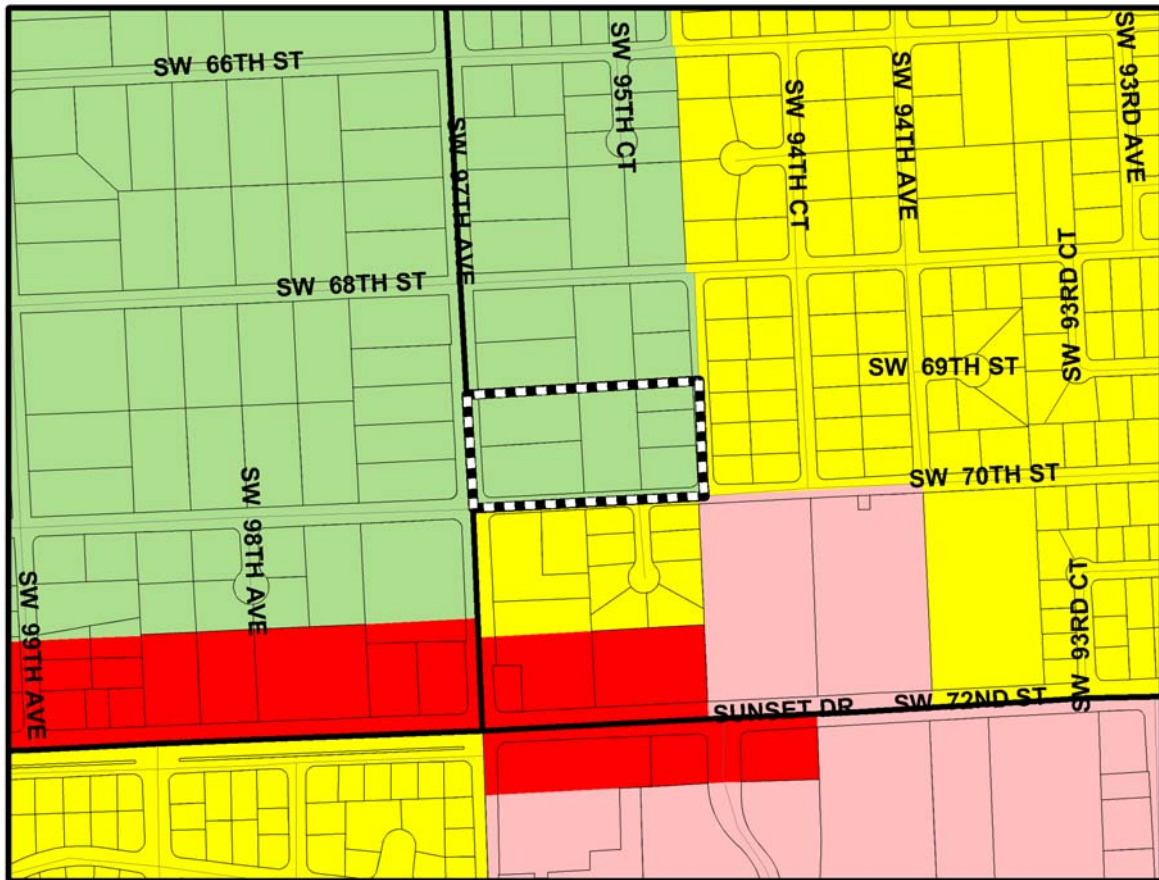 SW 66TH ST
SW 95TH CT
SW 93RD AVE
SW 94TH CT
SW 94TH AVE
SW 97TH AVE
SW 68TH ST
SW 93RD CT
SW 69TH ST
SW 70TH ST
SW 98TH AVE
SW 99TH AVE
SW 93RD CT
SUNSET DR
SW 72ND ST